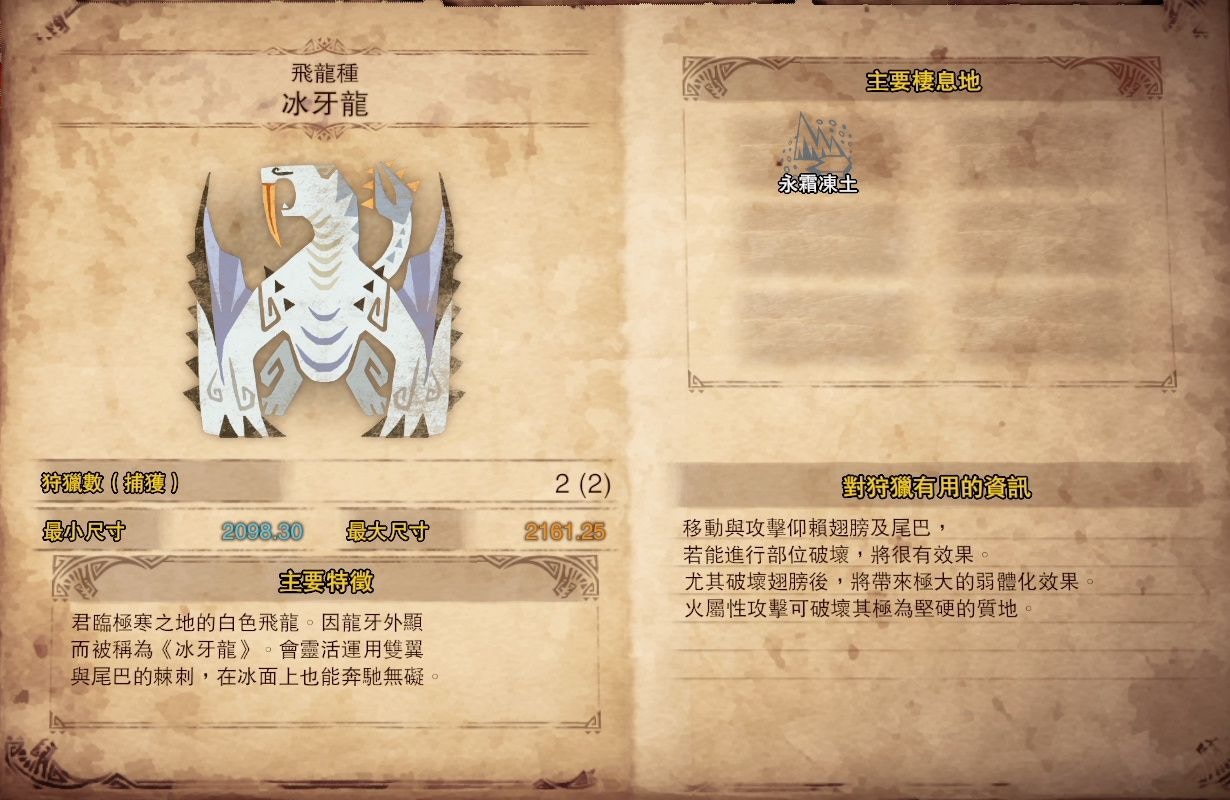 飛龍種
冰牙龍
狩獵數（捕獲）
2 (2)
最小尺寸 2098.30 最大尺寸 2161.25
主要特徵
君臨極寒之地的白色飛龍。因龍牙外顯
而被稱為《冰牙龍》。會靈活運用雙翼
與尾巴的棘刺，在冰面上也能奔馳無礙。
主要棲息地
永霜凍土
對狩獵有用的資訊
移動與攻擊仰賴翅膀及尾巴，
若能進行部位破壞，將很有效果。
尤其破壞翅膀後，將帶來極大的弱體化效果。
火屬性攻擊可破壞其極為堅硬的質地。